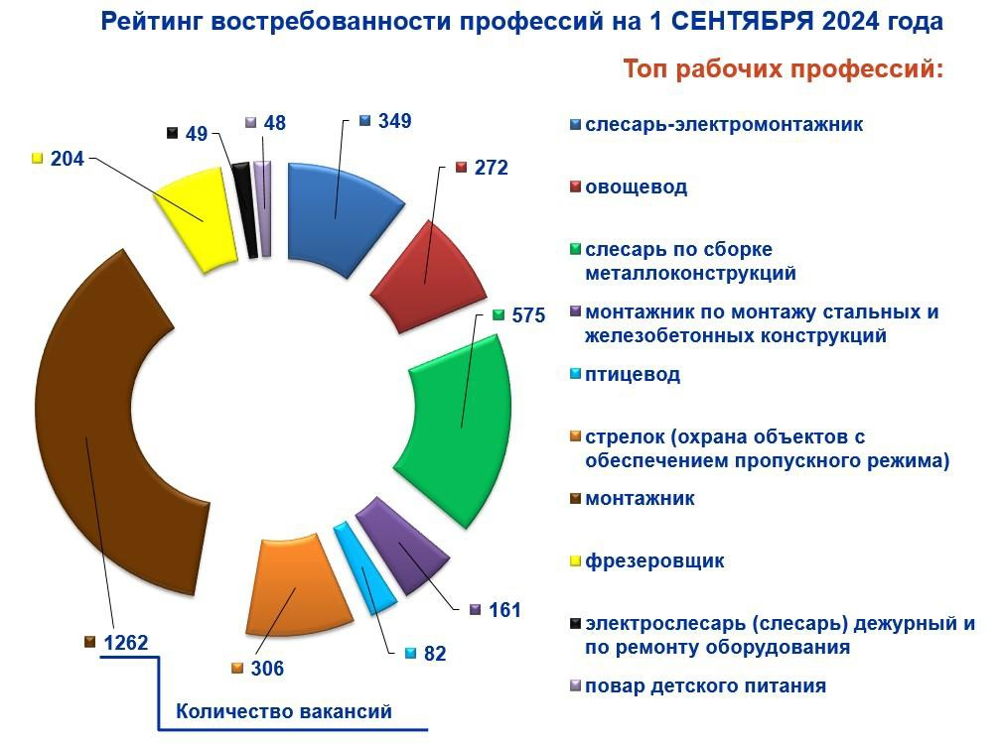 Рейтинг востребованности профессий на 1 СЕНТЯБРЯ 2024 года
Топ рабочих профессий:
349
272
575
161
82
306
1262
204
49
48
Количество вакансий
слесарь-электромонтажник
овощевод
слесарь по сборке
металлоконструкций
монтажник по монтажу стальных и
железобетонных конструкций
птицевод
стрелок (охрана объектов с
обеспечением пропускного режима)
монтажник
фрезеровщик
электрослесарь (слесарь) дежурный и
по ремонту оборудования
повар детского питания